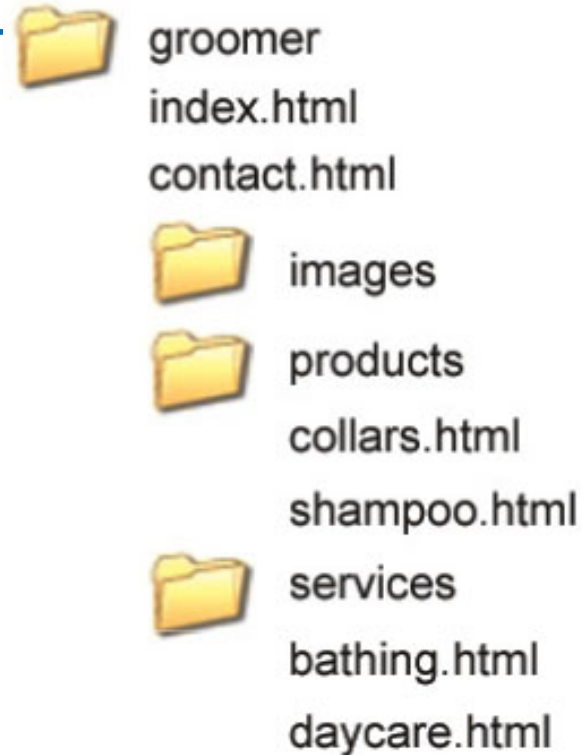 groomer
index.html
contact.html
images
products
collars.html
shampoo.html
services
bathing.html
daycare.html